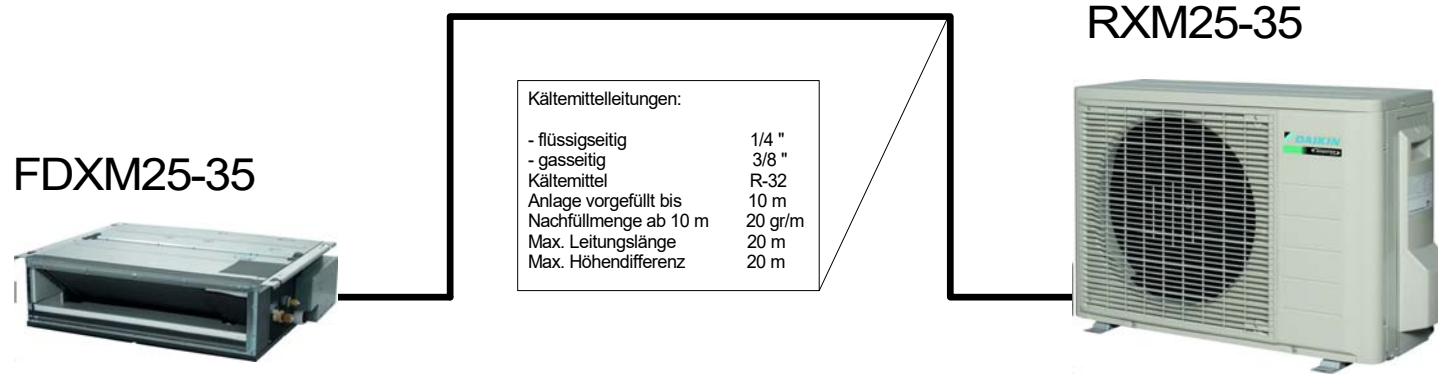 RXM25-35
Kältemittelleitungen:
- flüssigseitig 1/4 "
- gasseitig 3/8 "
Kältemittel R-32
Anlage vorgefüllt bis 10 m
Nachfüllmenge ab 10 m 20 gr/m
Max. Leitungslänge 20 m
Max. Höhendifferenz 20 m
FDXM25-35
DAIKIN